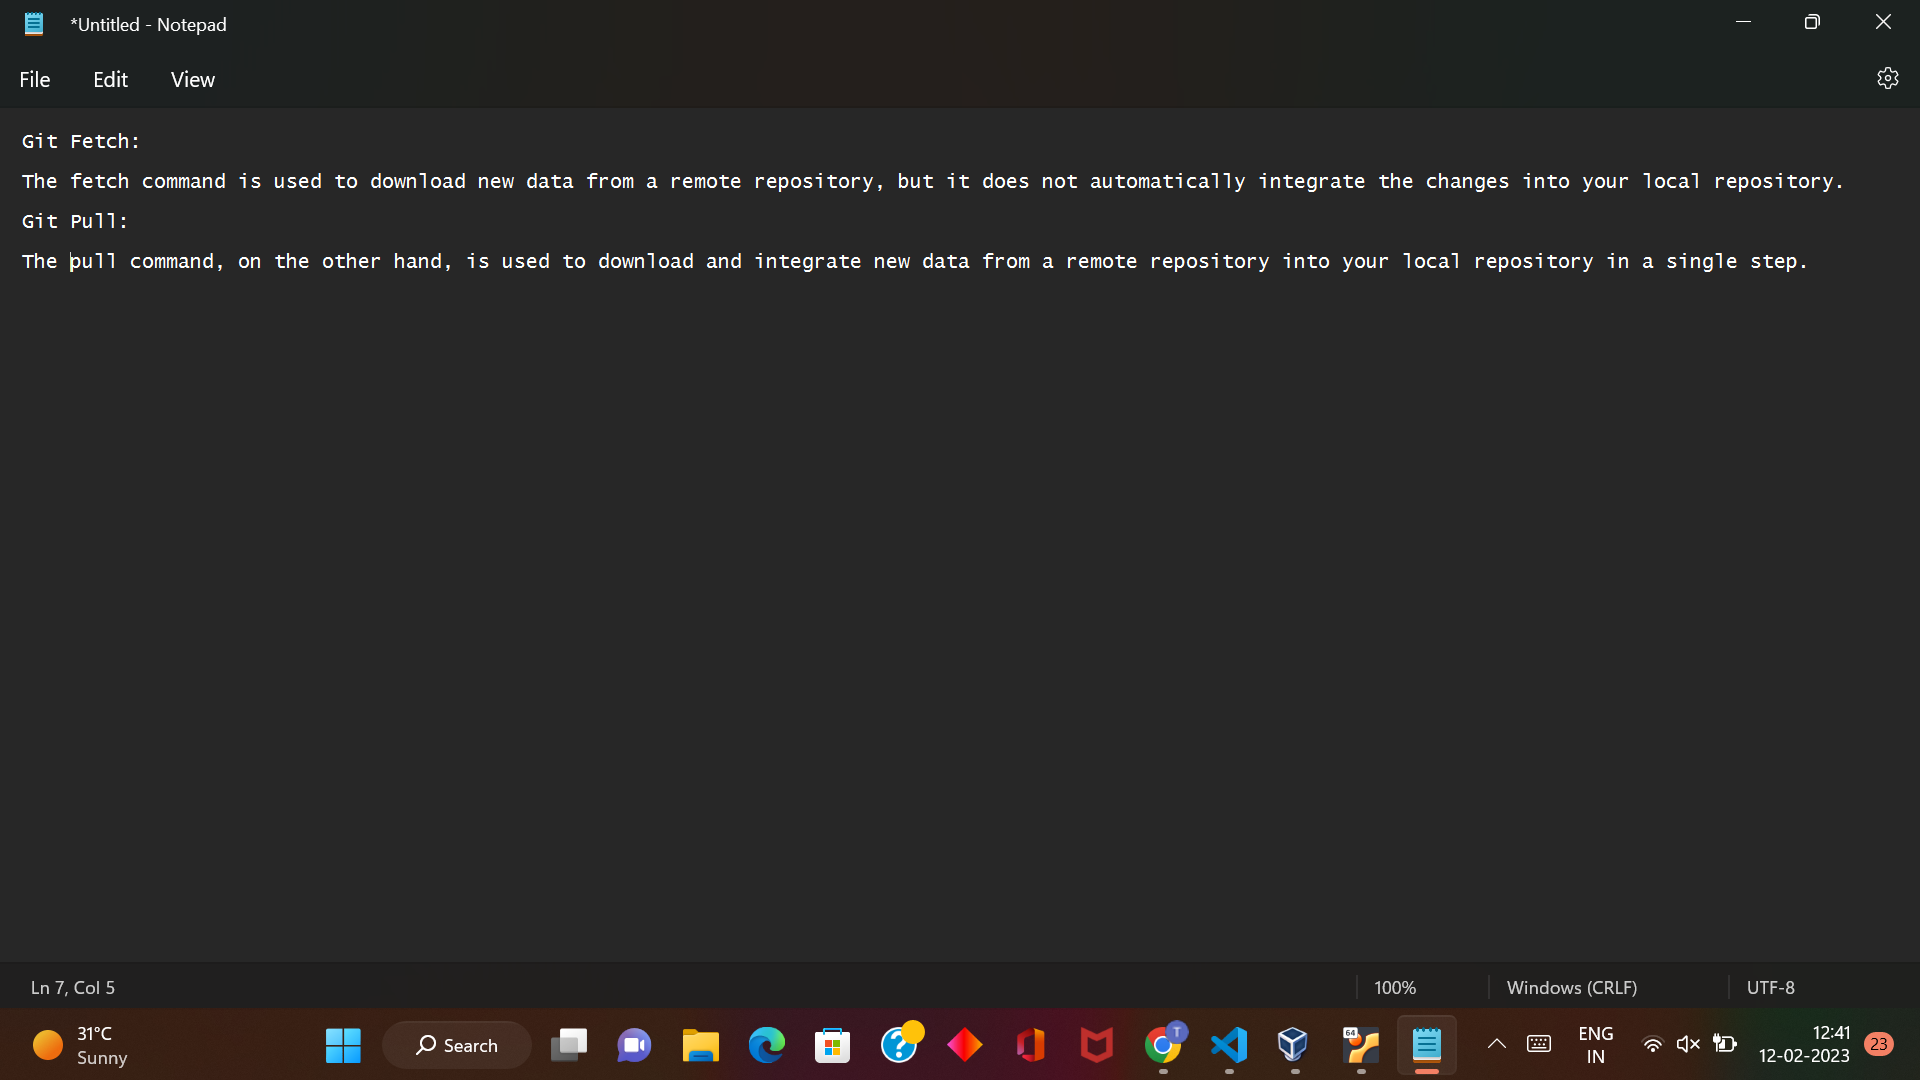 *Untitled - Notepad
File Edit View
Git Fetch:
The fetch command is used to download new data from a remote repository, but it does not automatically integrate the changes into your local repository.
Git Pull:
The pull command, on the other hand, is used to download and integrate new data from a remote repository into your local repository in a single step.
Ln 7, Col 5 100% Windows (CRLF) UTF-8
31°C
Sunny
Search
T
64
ENG
IN
12:41
12-02-2023
23